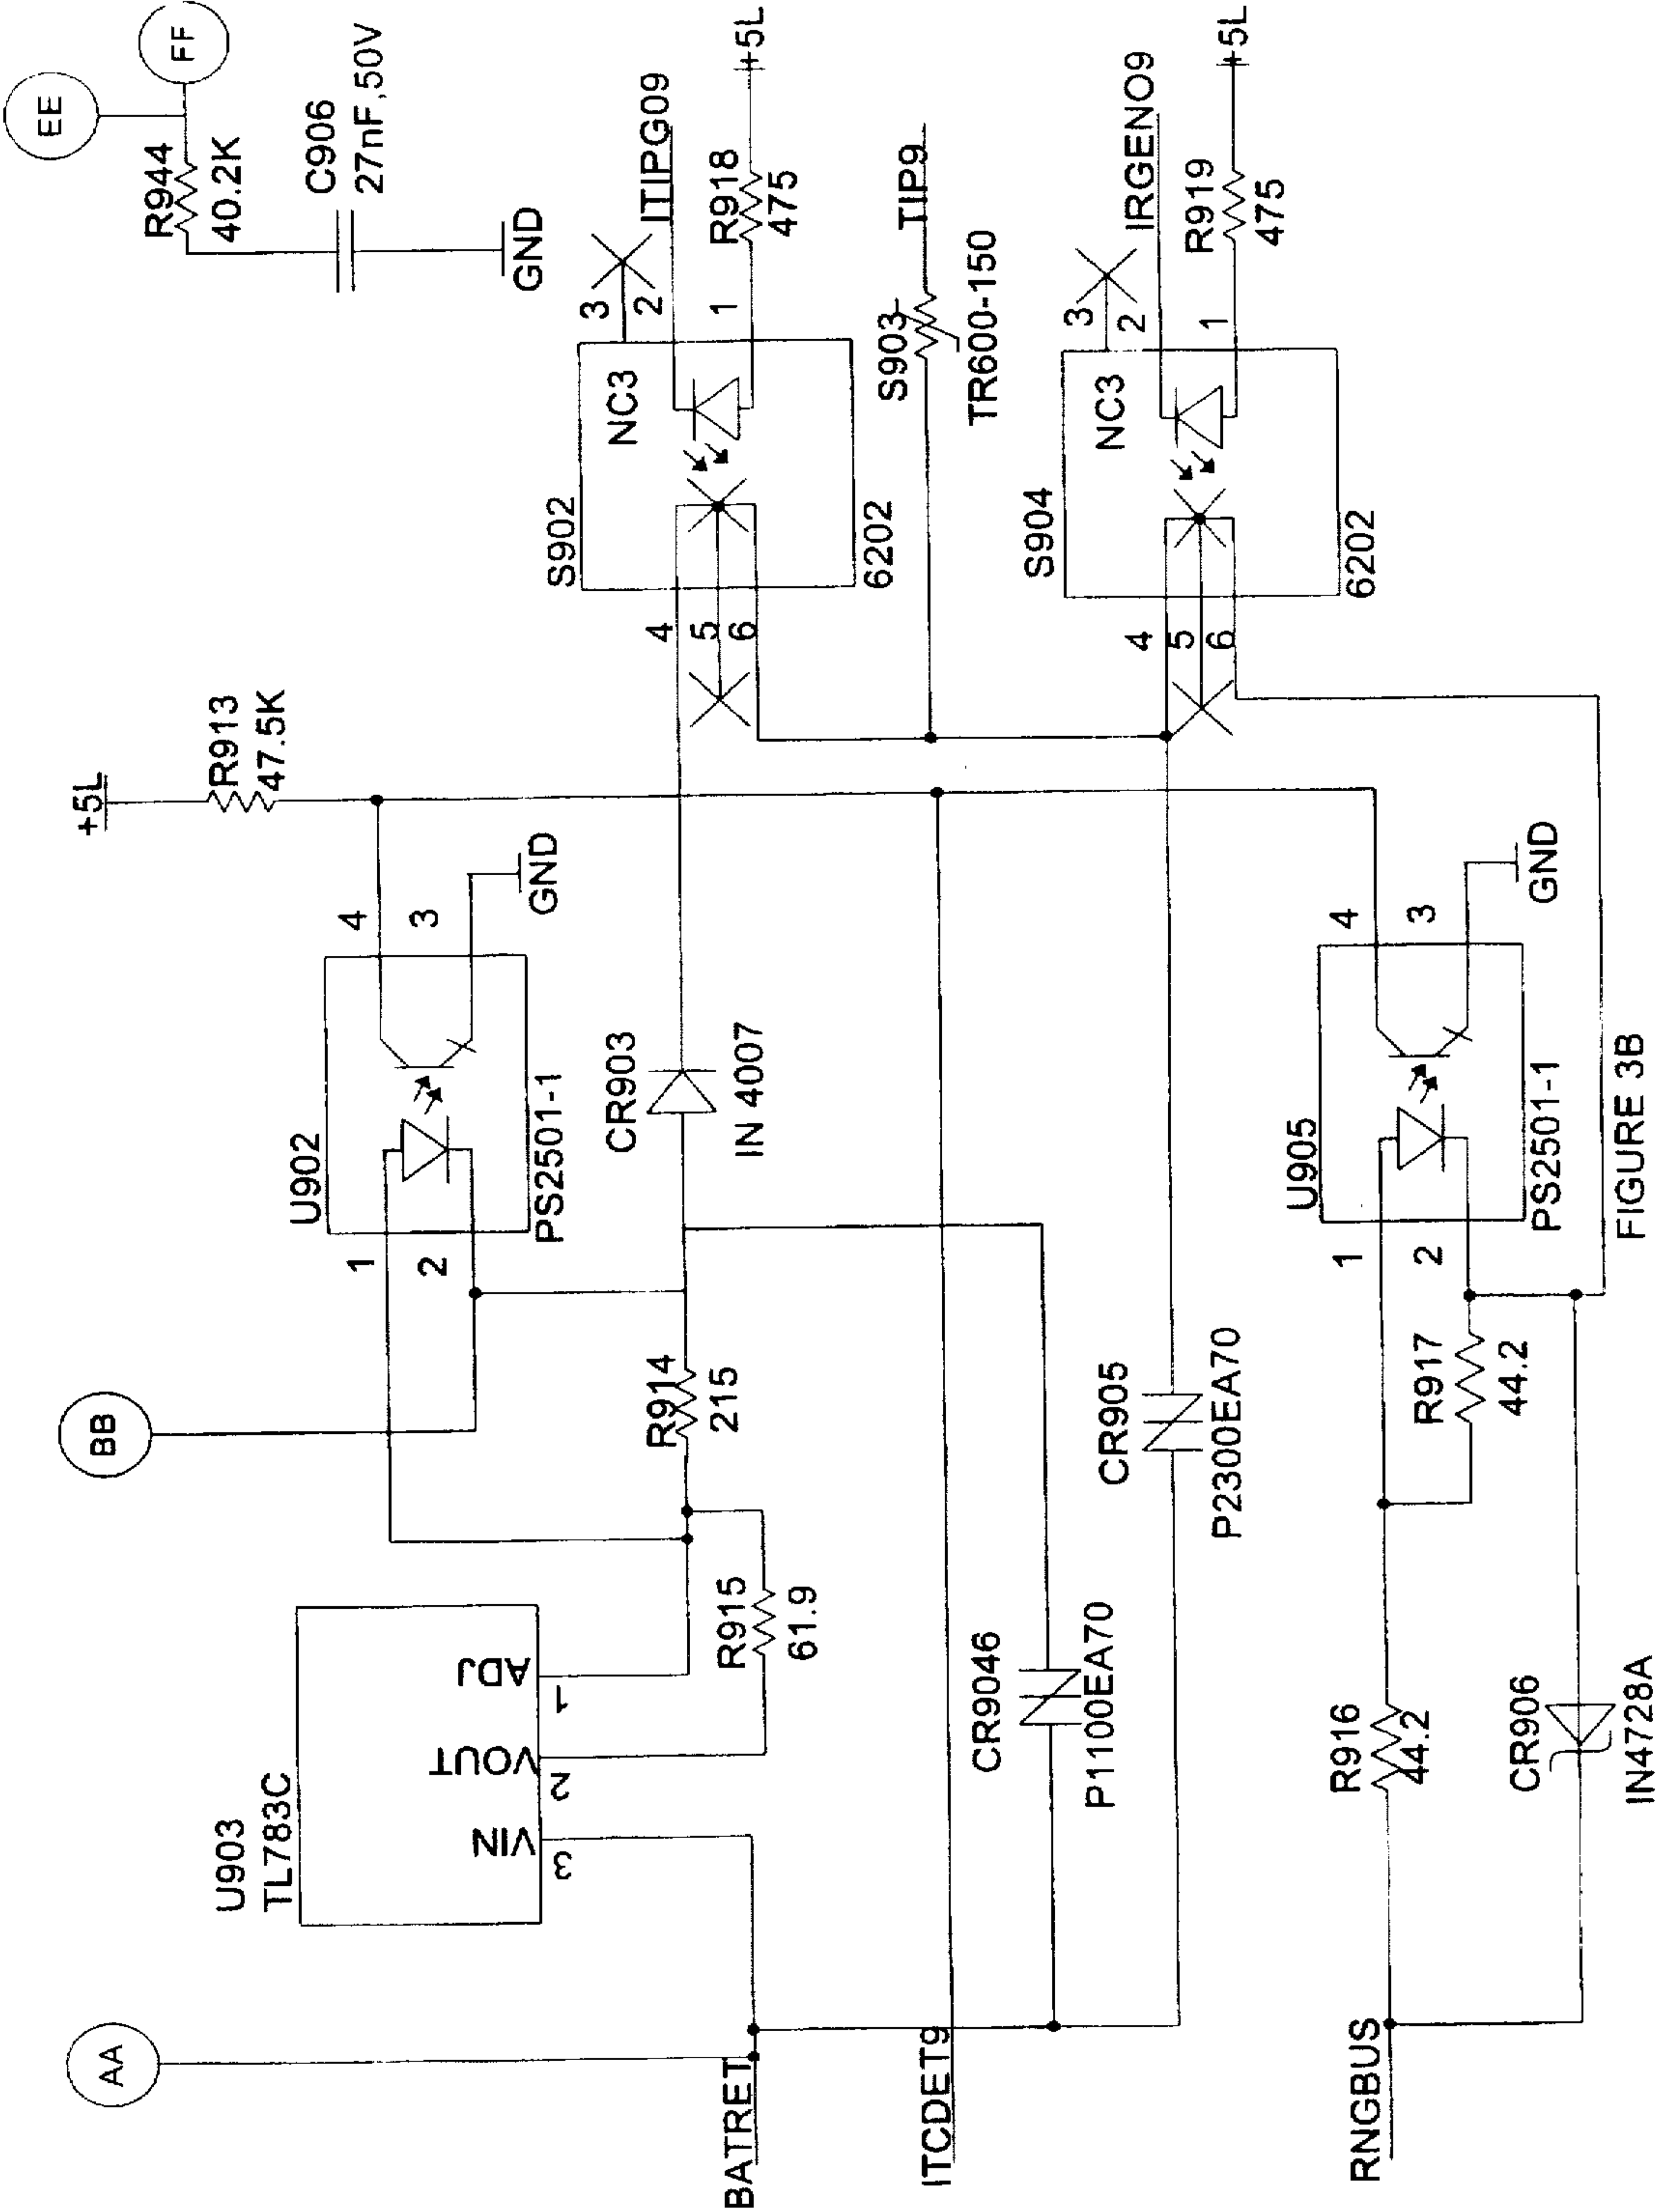 EE
FF
R944
40.2K
C906
27nF,50V
GND
+5L
R913
47.5K
BB
AA
U902
1
2
4
3
GND
PS2501-1
U903
TL783C
VIN
VOUT
ADJ
3
2
1
R915
61.9
R914
215
CR903
IN 4007
S902
NC3
3
2
1
4
5
6
6202
ITIPG09
R918
475
+5L
BATRET
CR9046
P1100EA70
S903
TR600-150
TIP9
ITCDET9
CR905
P2300EA70
S904
NC3
3
2
1
4
5
6
6202
IRGENO9
R919
475
+5L
RNGBUS
R916
44.2
R917
44.2
U905
1
2
4
3
GND
PS2501-1
CR906
IN4728A
FIGURE 3B